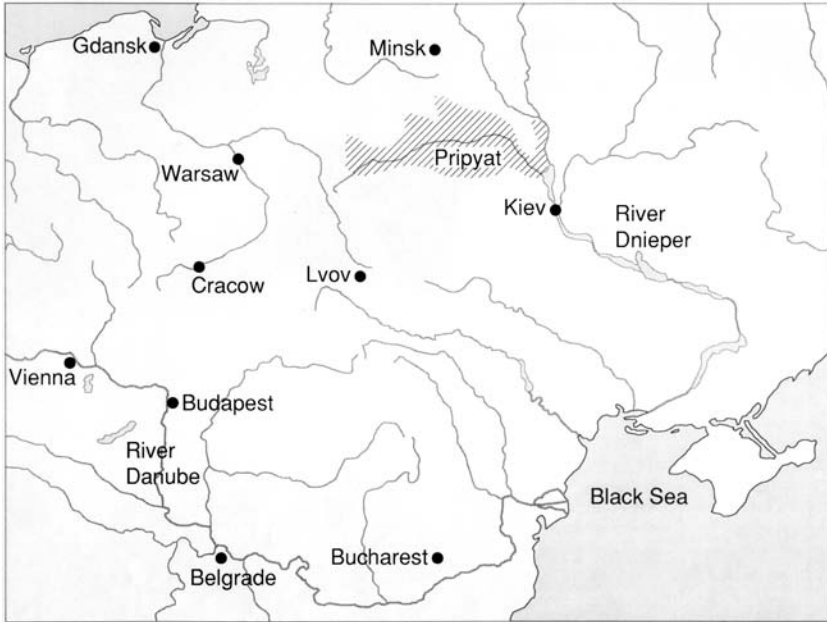 Gdansk
Minsk
Warsaw
Pripyat
Kiev
River
Dnieper
Cracow
Lvov
Vienna
Budapest
River
Danube
Black Sea
Bucharest
Belgrade